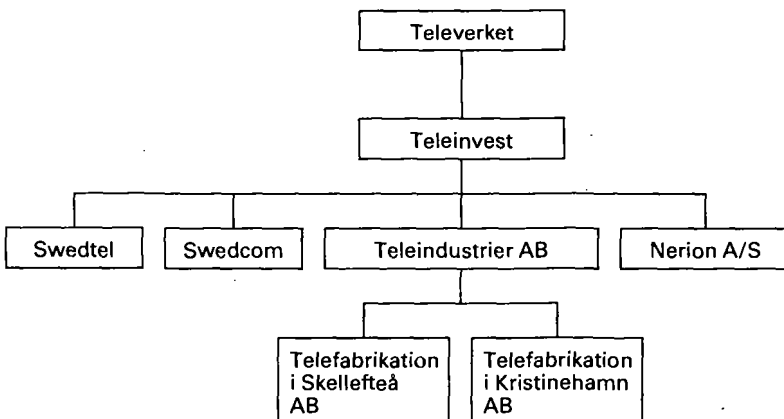 Televerket
Teleinvest
Swedtel
Swedcom
Teleindustrier AB
Nerion A/S
Telefabrikation
i Skellefteå
AB
Telefabrikation
i Kristinehamn
AB